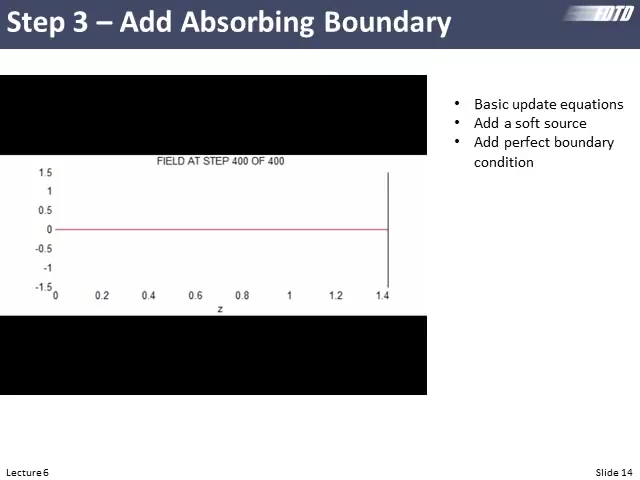 Step 3 – Add Absorbing Boundary
FDTD
FIELD AT STEP 400 OF 400
1.5
1
0.5
0
-0.5
-1
-1.5
0 0.2 0.4 0.6 0.8 1 1.2 1.4
z
• Basic update equations
• Add a soft source
• Add perfect boundary
condition
Lecture 6
Slide 14